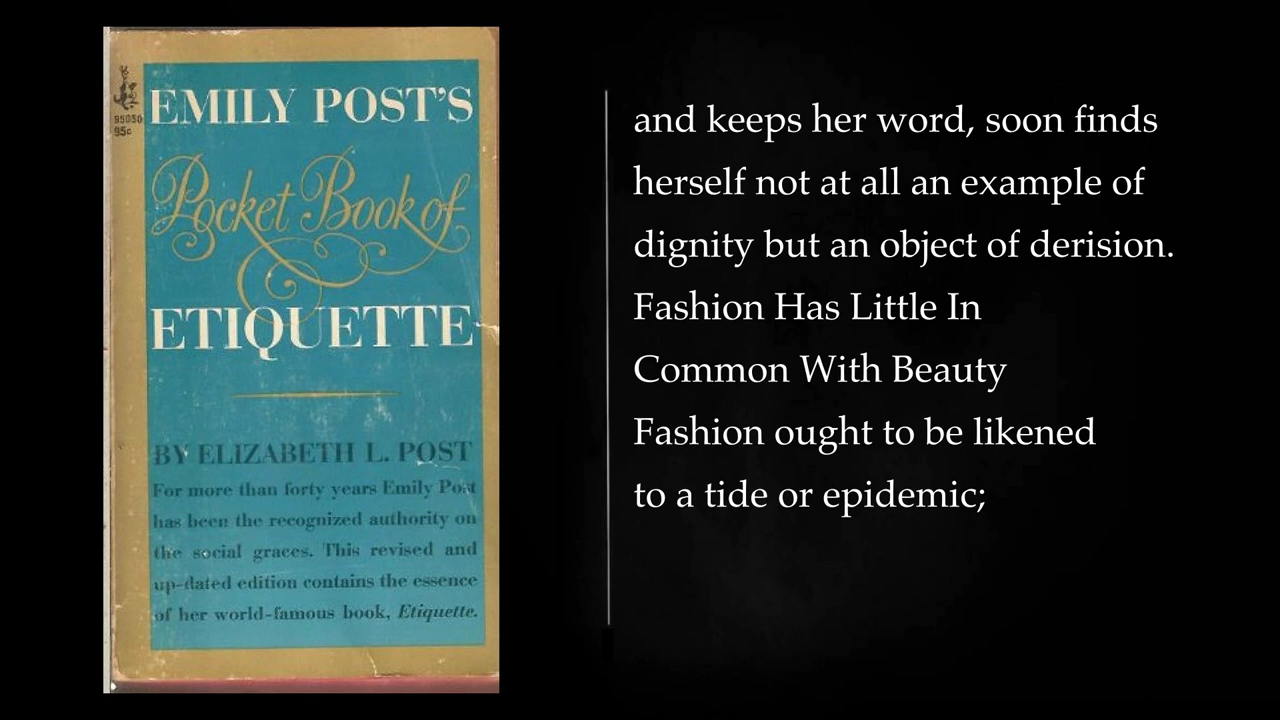 EMILY POST'S
95050
95c
Pocket Book of
ETIQUETTE
BY ELIZABETH L. POST
For more than forty years Emily Post
has been the recognized authority on
the social graces. This revised and
up-dated edition contains the essence
of her world-famous book, Etiquette.
and keeps her word, soon finds
herself not at all an example of
dignity but an object of derision.
Fashion Has Little In
Common With Beauty
Fashion ought to be likened
to a tide or epidemic;